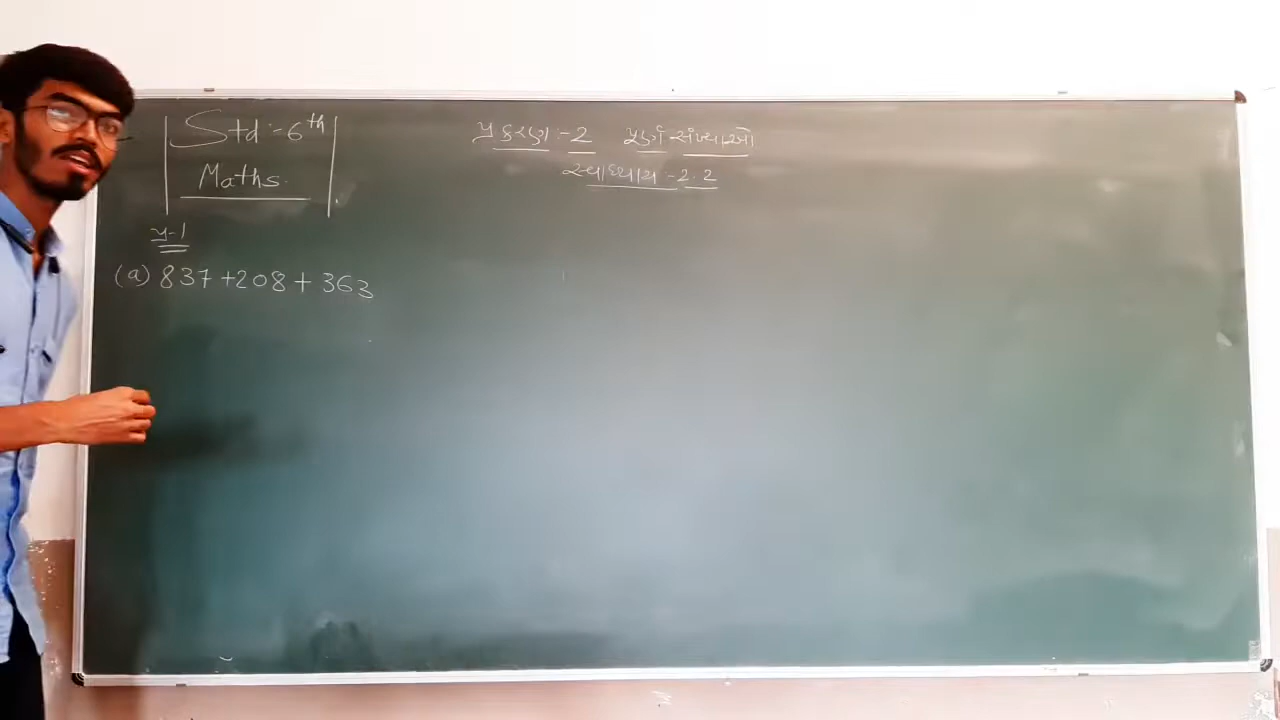 Std :- 6th
Maths.
પ્રકરણ :- 2 પૂર્ણ સંખ્યાઓ
સ્વાધ્યાય :- 2.2
પ્ર-1
(a) 837 + 208 + 363